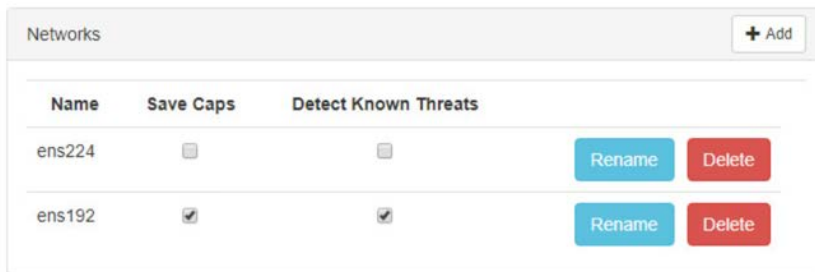 Networks
+ Add
Name Save Caps Detect Known Threats
ens224 Rename Delete
ens192 Rename Delete